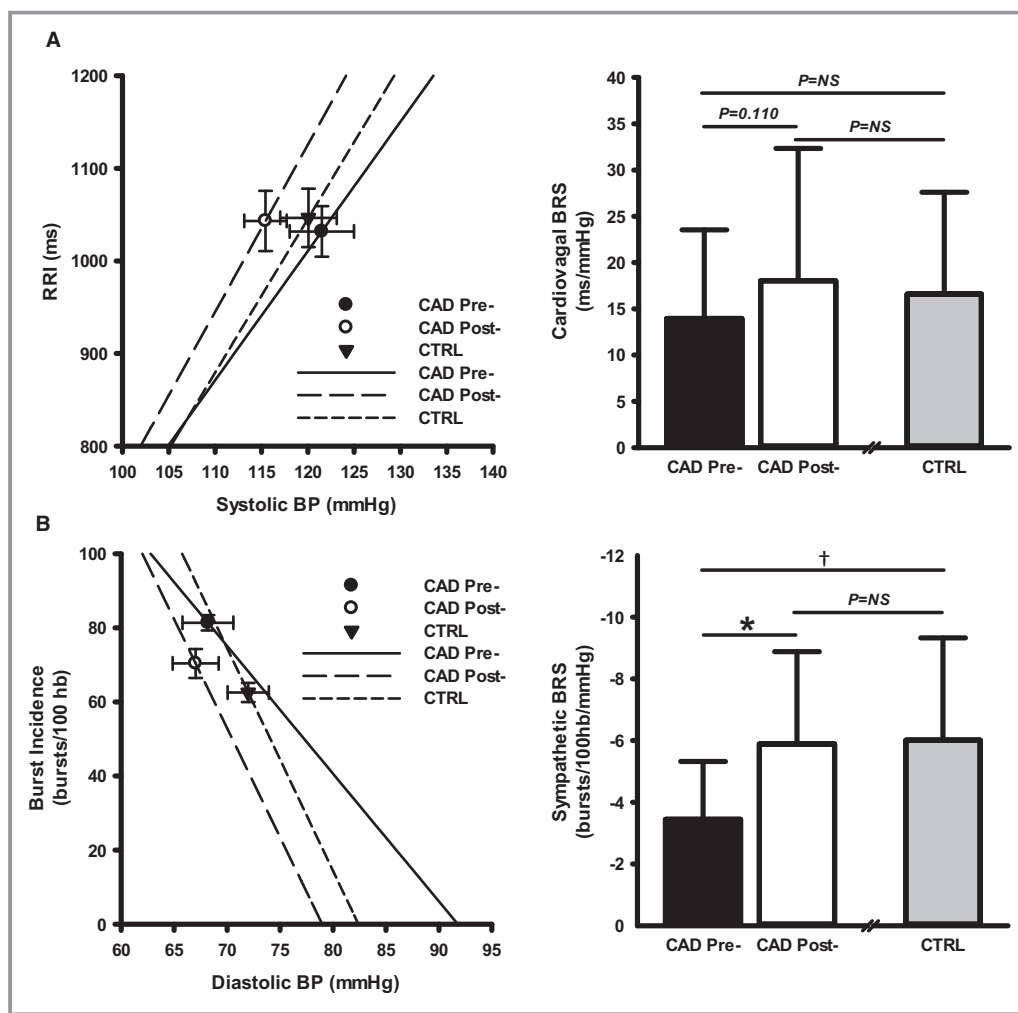 A
RRI (ms)
1200
1100
1000
900
800
100 105 110 115 120 125 130 135 140
Systolic BP (mmHg)
CAD Pre-
CAD Post-
CTRL
CAD Pre-
CAD Post-
CTRL
Cardiovagal BRS
(ms/mmHg)
40
35
30
25
20
15
10
5
0
P=NS
P=0.110
P=NS
CAD Pre- CAD Post- CTRL
B
Burst Incidence
(bursts/100 hb)
100
80
60
40
20
0
60 65 70 75 80 85 90 95
Diastolic BP (mmHg)
CAD Pre-
CAD Post-
CTRL
CAD Pre-
CAD Post-
CTRL
Sympathetic BRS
(bursts/100hb/mmHg)
-12
-10
-8
-6
-4
-2
0
†
P=NS
*
CAD Pre- CAD Post- CTRL